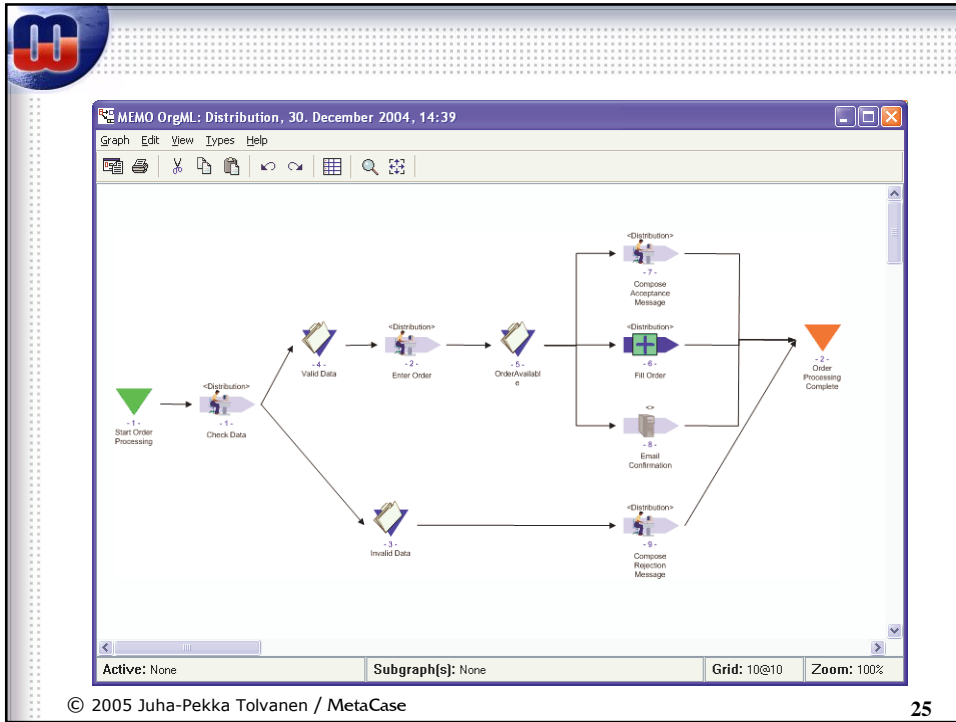 MEMO OrgML: Distribution, 30. December 2004, 14:39
Graph Edit View Types Help
<Distribution>
- 7 -
Compose
Acceptance
Message
- 4 -
Valid Data
<Distribution>
- 2 -
Enter Order
- 5 -
OrderAvailabl
e
<Distribution>
- 6 -
Fill Order
- 2 -
Order
Processing
Complete
- 1 -
Start Order
Processing
<Distribution>
- 1 -
Check Data
<>
- 8 -
Email
Confirmation
- 3 -
Invalid Data
<Distribution>
- 9 -
Compose
Rejection
Message
Active: None Subgraph(s): None Grid: 10@10 Zoom: 100%
© 2005 Juha-Pekka Tolvanen / MetaCase 25